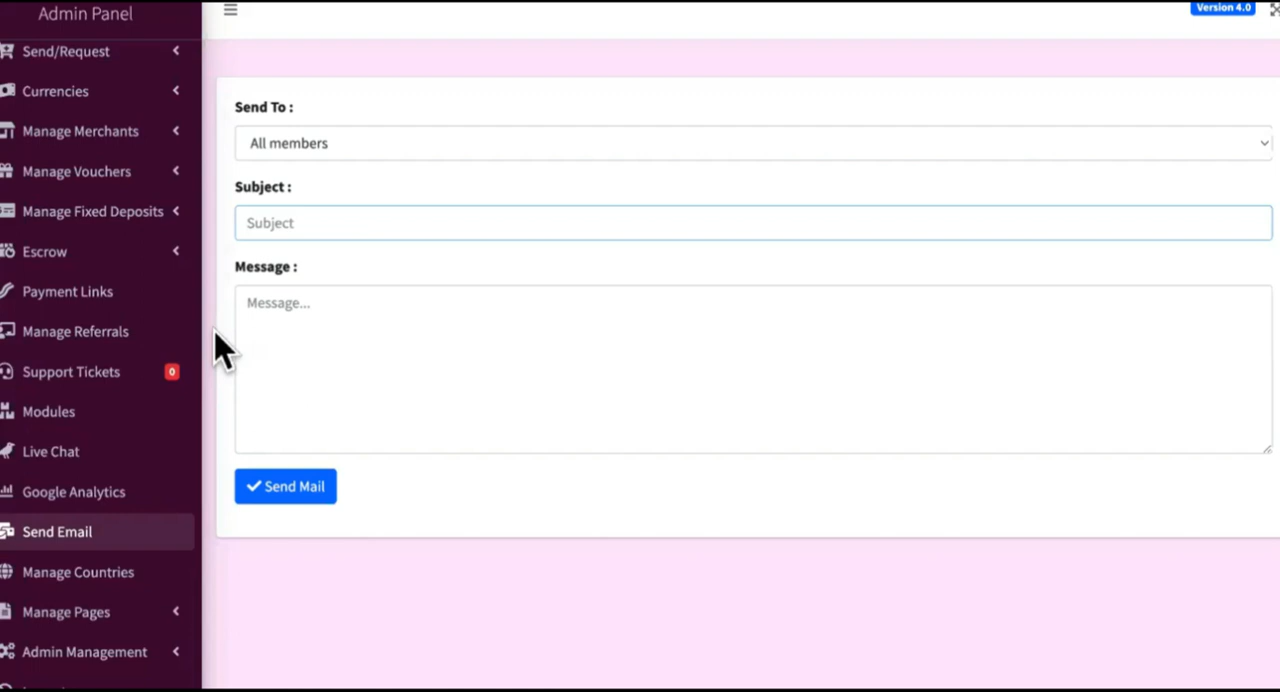 Admin Panel
Version 4.0
Send/Request
Currencies
Manage Merchants
Manage Vouchers
Manage Fixed Deposits
Escrow
Payment Links
Manage Referrals
Support Tickets
0
Modules
Live Chat
Google Analytics
Send Email
Manage Countries
Manage Pages
Admin Management
Send To :
All members
Subject :
Subject
Message :
Message...
Send Mail